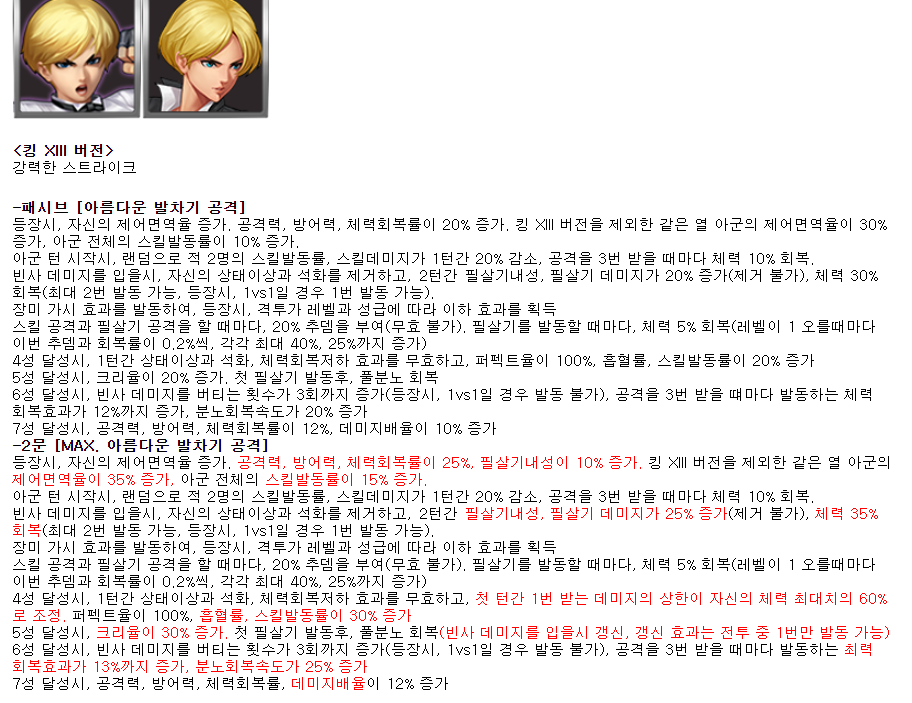 <킹 XIII 버전>
강력한 스트라이크
-패시브 [아름다운 발차기 공격]
등장시, 자신의 제어면역율 증가. 공격력, 방어력, 체력회복률이 20% 증가. 킹 XIII 버전을 제외한 같은 열 아군의 제어면역율이 30%
증가, 아군 전체의 스킬발동률이 10% 증가.
아군 턴 시작시, 랜덤으로 적 2명의 스킬발동률, 스킬데미지가 1턴간 20% 감소, 공격을 3번 받을 때마다 체력 10% 회복.
빈사 데미지를 입을시, 자신의 상태이상과 석화를 제거하고, 2턴간 필살기내성, 필살기 데미지가 20% 증가(제거 불가), 체력 30%
회복(최대 2번 발동 가능, 등장시, 1vs1일 경우 1번 발동 가능).
장미 가시 효과를 발동하여, 등장시, 격투가 레벨과 성급에 따라 이하 효과를 획득
스킬 공격과 필살기 공격을 할 때마다, 20% 추뎀을 부여(무효 불가). 필살기를 발동할 때마다, 체력 5% 회복(레벨이 1 오를때마다
이번 추뎀과 회복률이 0.2%씩, 각각 최대 40%, 25%까지 증가)
4성 달성시, 1턴간 상태이상과 석화, 체력회복저하 효과를 무효하고, 퍼펙트율이 100%, 흡혈률, 스킬발동률이 20% 증가
5성 달성시, 크리율이 20% 증가. 첫 필살기 발동후, 풀분노 회복
6성 달성시, 빈사 데미지를 버티는 횟수가 3회까지 증가(등장시, 1vs1일 경우 발동 불가), 공격을 3번 받을 떄마다 발동하는 체력
회복효과가 12%까지 증가, 분노회복속도가 20% 증가
7성 달성시, 공격력, 방어력, 체력회복률이 12%, 데미지배율이 10% 증가
-2문 [MAX. 아름다운 발차기 공격]
등장시, 자신의 제어면역율 증가. 공격력, 방어력, 체력회복률이 25%, 필살기내성이 10% 증가. 킹 XIII 버전을 제외한 같은 열 아군의
제어면역율이 35% 증가, 아군 전체의 스킬발동률이 15% 증가.
아군 턴 시작시, 랜덤으로 적 2명의 스킬발동률, 스킬데미지가 1턴간 20% 감소, 공격을 3번 받을 때마다 체력 10% 회복.
빈사 데미지를 입을시, 자신의 상태이상과 석화를 제거하고, 2턴간 필살기내성, 필살기 데미지가 25% 증가(제거 불가), 체력 35%
회복(최대 2번 발동 가능, 등장시, 1vs1일 경우 1번 발동 가능).
장미 가시 효과를 발동하여, 등장시, 격투가 레벨과 성급에 따라 이하 효과를 획득
스킬 공격과 필살기 공격을 할 때마다, 20% 추뎀을 부여(무효 불가). 필살기를 발동할 때마다, 체력 5% 회복(레벨이 1 오를때마다
이번 추뎀과 회복률이 0.2%씩, 각각 최대 40%, 25%까지 증가)
4성 달성시, 1턴간 상태이상과 석화, 체력회복저하 효과를 무효하고, 첫 턴간 1번 받는 데미지의 상한이 자신의 체력 최대치의 60%
로 조정. 퍼펙트율이 100%, 흡혈률, 스킬발동률이 30% 증가
5성 달성시, 크리율이 30% 증가. 첫 필살기 발동후, 풀분노 회복(빈사 데미지를 입을시 갱신, 갱신 효과는 전투 중 1번만 발동 가능)
6성 달성시, 빈사 데미지를 버티는 횟수가 3회까지 증가(등장시, 1vs1일 경우 발동 불가), 공격을 3번 받을 때마다 발동하는 최력
회복효과가 13%까지 증가, 분노회복속도가 25% 증가
7성 달성시, 공격력, 방어력, 체력회복률, 데미지배율이 12% 증가